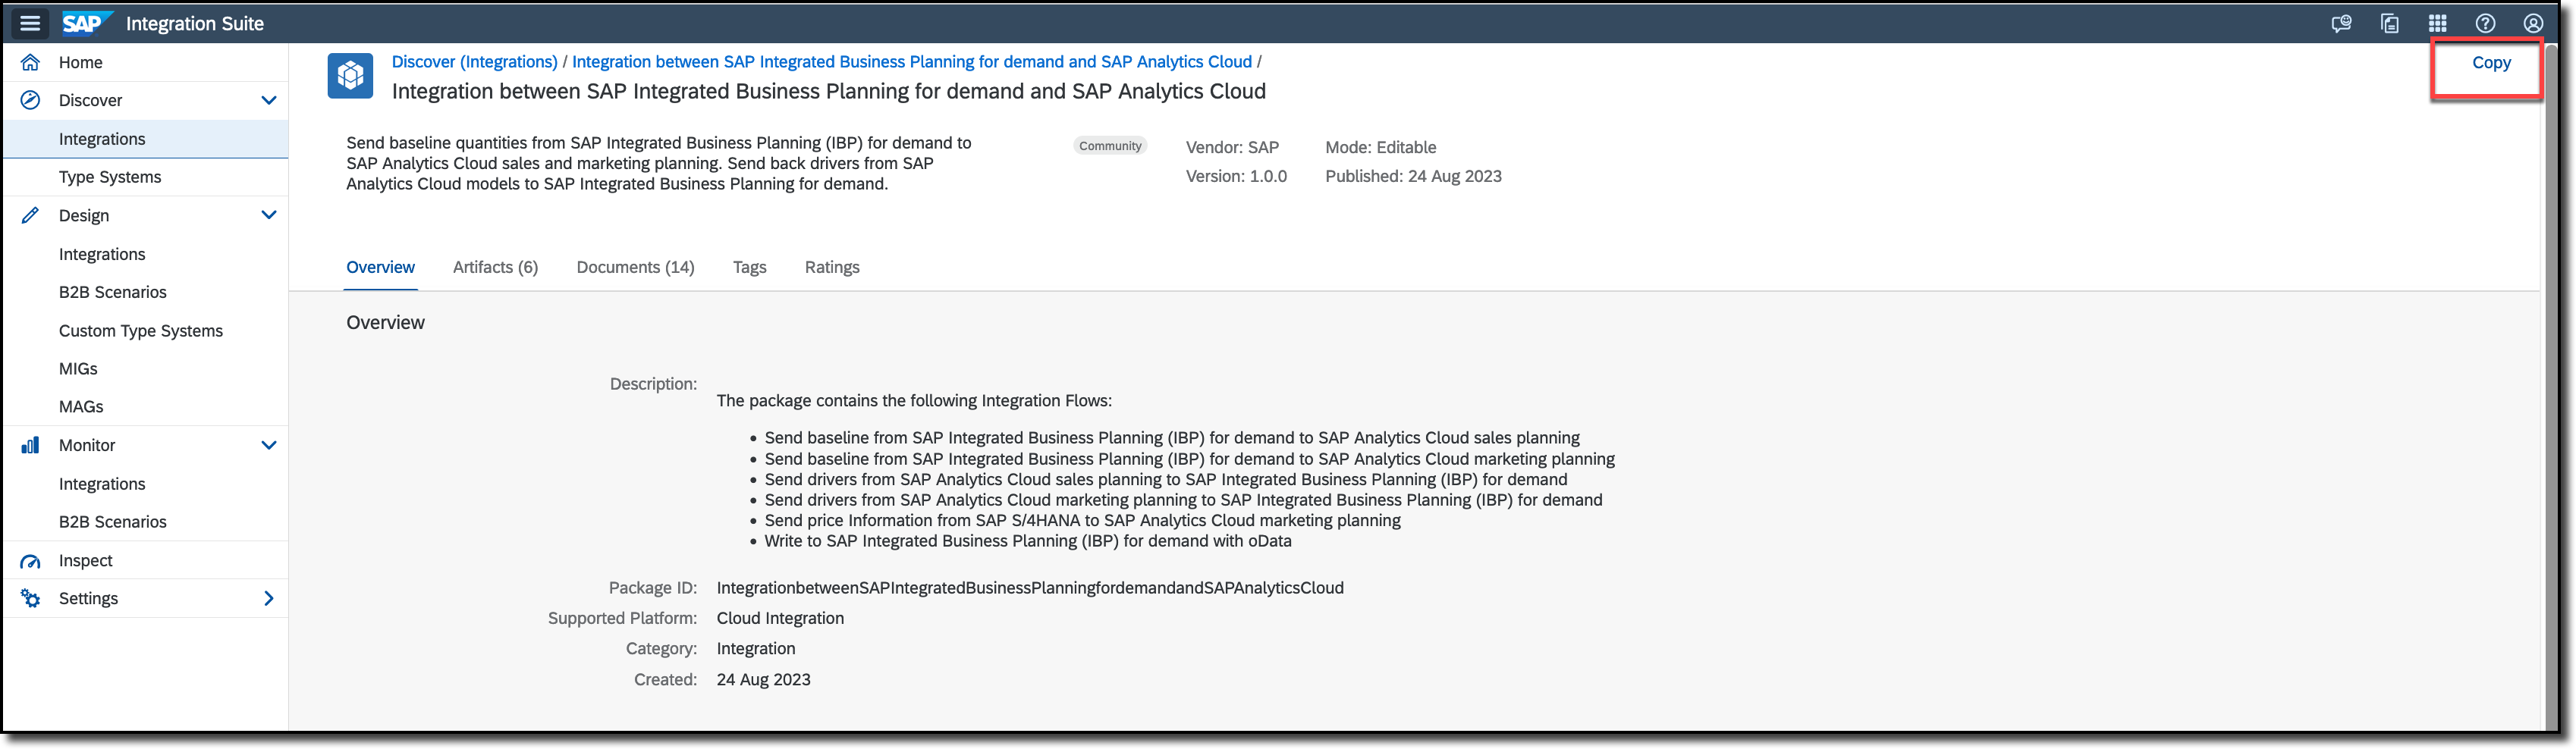 SAP Integration Suite
Home
Discover
Integrations
Type Systems
Design
Integrations
B2B Scenarios
Custom Type Systems
MIGs
MAGs
Monitor
Integrations
B2B Scenarios
Inspect
Settings
Discover (Integrations) / Integration between SAP Integrated Business Planning for demand and SAP Analytics Cloud /
Integration between SAP Integrated Business Planning for demand and SAP Analytics Cloud
Copy
Send baseline quantities from SAP Integrated Business Planning (IBP) for demand to
SAP Analytics Cloud sales and marketing planning. Send back drivers from SAP
Analytics Cloud models to SAP Integrated Business Planning for demand.
Community
Vendor: SAP
Version: 1.0.0
Mode: Editable
Published: 24 Aug 2023
Overview Artifacts (6) Documents (14) Tags Ratings
Overview
Description:
The package contains the following Integration Flows:
• Send baseline from SAP Integrated Business Planning (IBP) for demand to SAP Analytics Cloud sales planning
• Send baseline from SAP Integrated Business Planning (IBP) for demand to SAP Analytics Cloud marketing planning
• Send drivers from SAP Analytics Cloud sales planning to SAP Integrated Business Planning (IBP) for demand
• Send drivers from SAP Analytics Cloud marketing planning to SAP Integrated Business Planning (IBP) for demand
• Send price Information from SAP S/4HANA to SAP Analytics Cloud marketing planning
• Write to SAP Integrated Business Planning (IBP) for demand with oData
Package ID: IntegrationbetweenSAPIntegratedBusinessPlanningfordemandandSAPAnalyticsCloud
Supported Platform: Cloud Integration
Category: Integration
Created: 24 Aug 2023